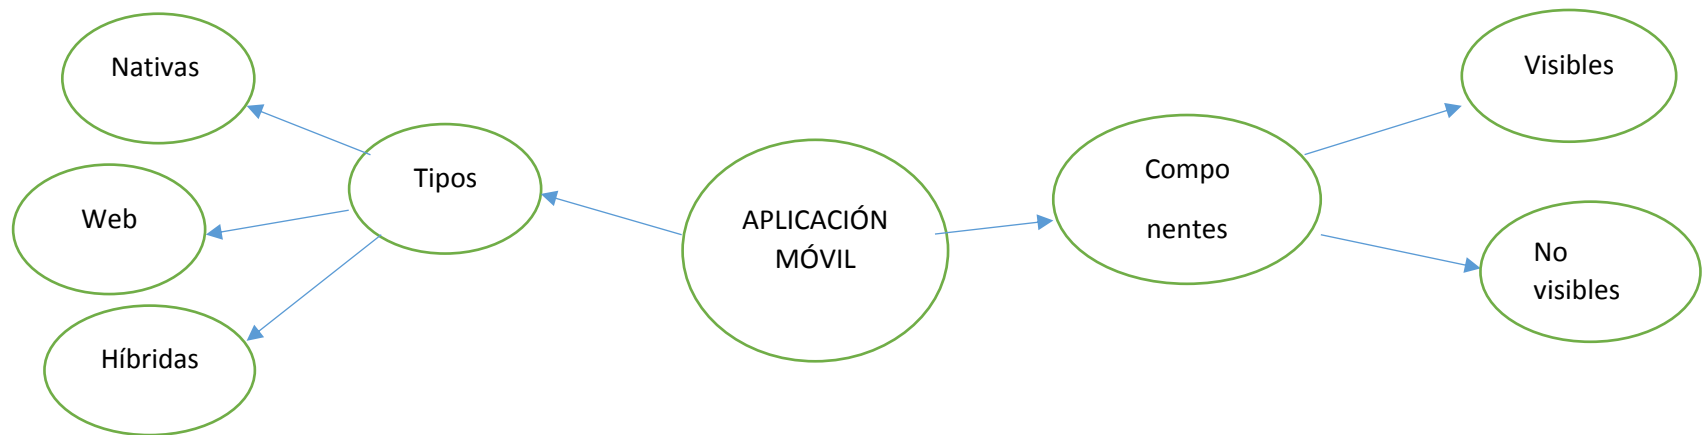 Nativas
Web
Híbridas
Tipos
APLICACIÓN
MÓVIL
Compo
nentes
Visibles
No
visibles